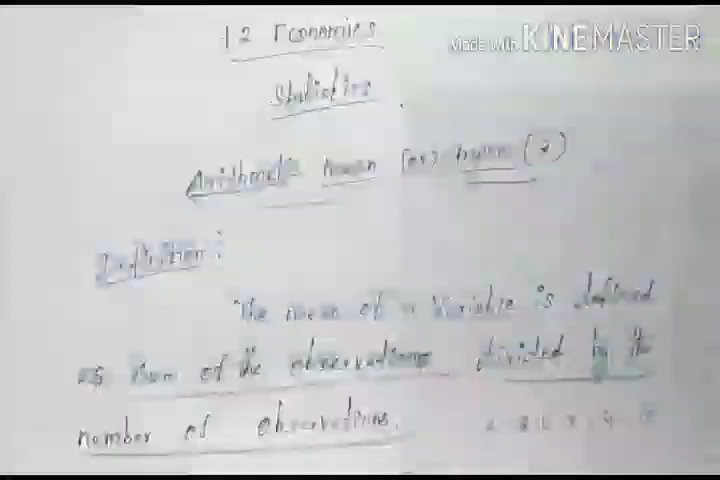 12 Economics
Made with KINEMASTER
Statistics
Arithmetic mean (or) mean
Definition:
The mean of a Variable is defined
as sum of the observations divided by the
number of observations.